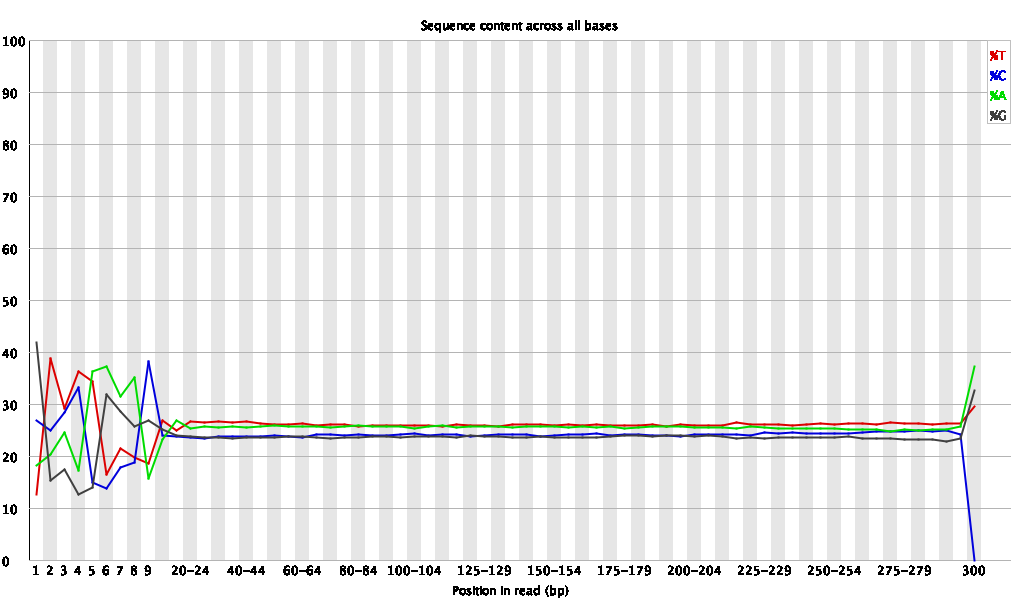 Sequence content across all bases
100
90
80
70
60
50
40
30
20
10
0
%T
%C
%A
%G
1 2 3 4 5 6 7 8 9 20-24 40-44 60-64 80-84 100-104 125-129 150-154 175-179 200-204 225-229 250-254 275-279 300
Position in read (bp)